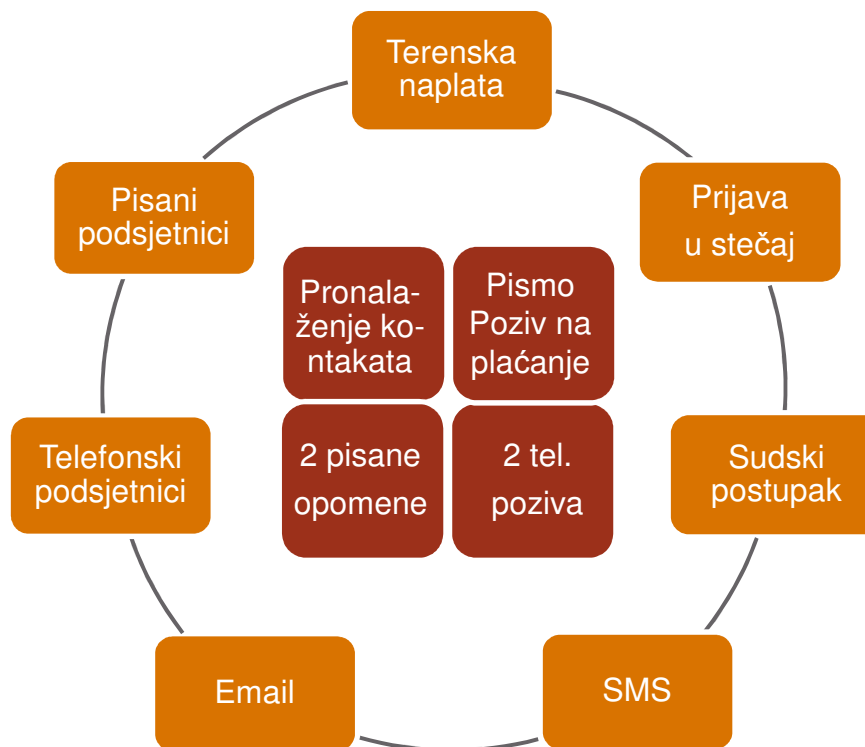 Terenska
naplata
Prijava
u stečaj
Pisani
podsjetnici
Pronala-
ženje ko-
ntakata
Pismo
Poziv na
plaćanje
2 pisane
opomene
2 tel.
poziva
Telefonski
podsjetnici
Sudski
postupak
Email
SMS